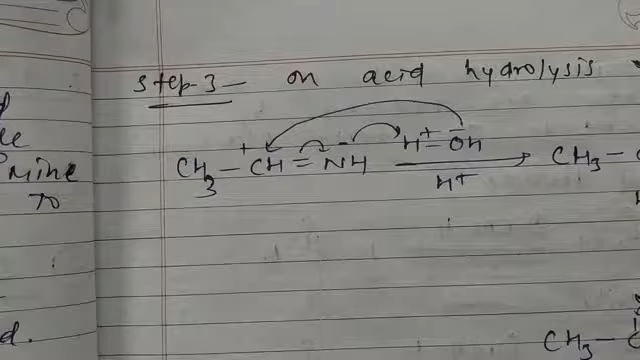 Step-3 – on acid hydrolysis
CH3 – CH = NH H – OH
H+
CH3 –
mine
To
d.
CH3 – C